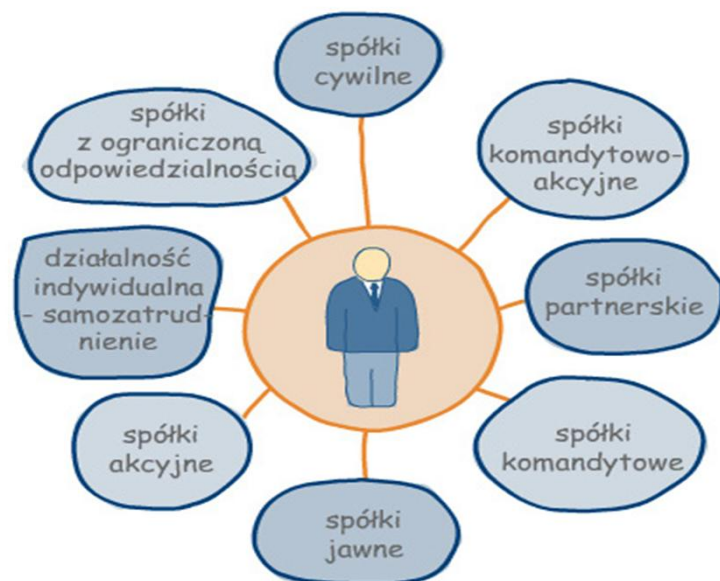 spółki
cywilne
spółki
z ograniczoną
odpowiedzialnością
spółki
komandytowo-
akcyjne
działalność
indywidualna
- samozatrud-
nienie
spółki
partnerskie
spółki
akcyjne
spółki
komandytowe
spółki
jawne